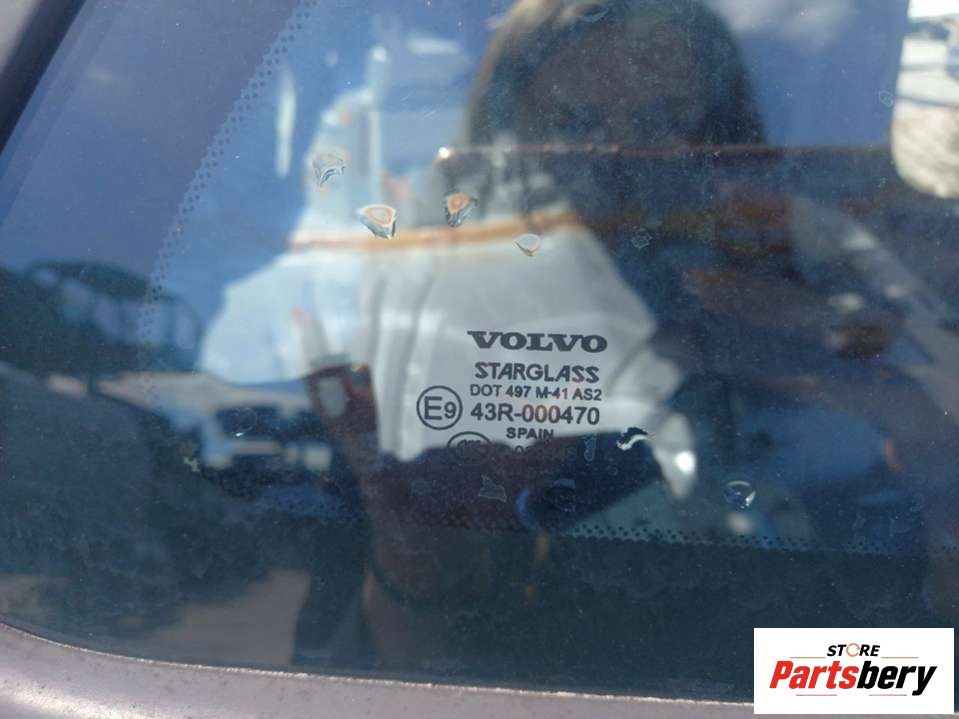 VOLVO
STARGLASS
DOT 497 M-41 AS2
E9 43R-000470
SPAIN
STORE
Partsbery